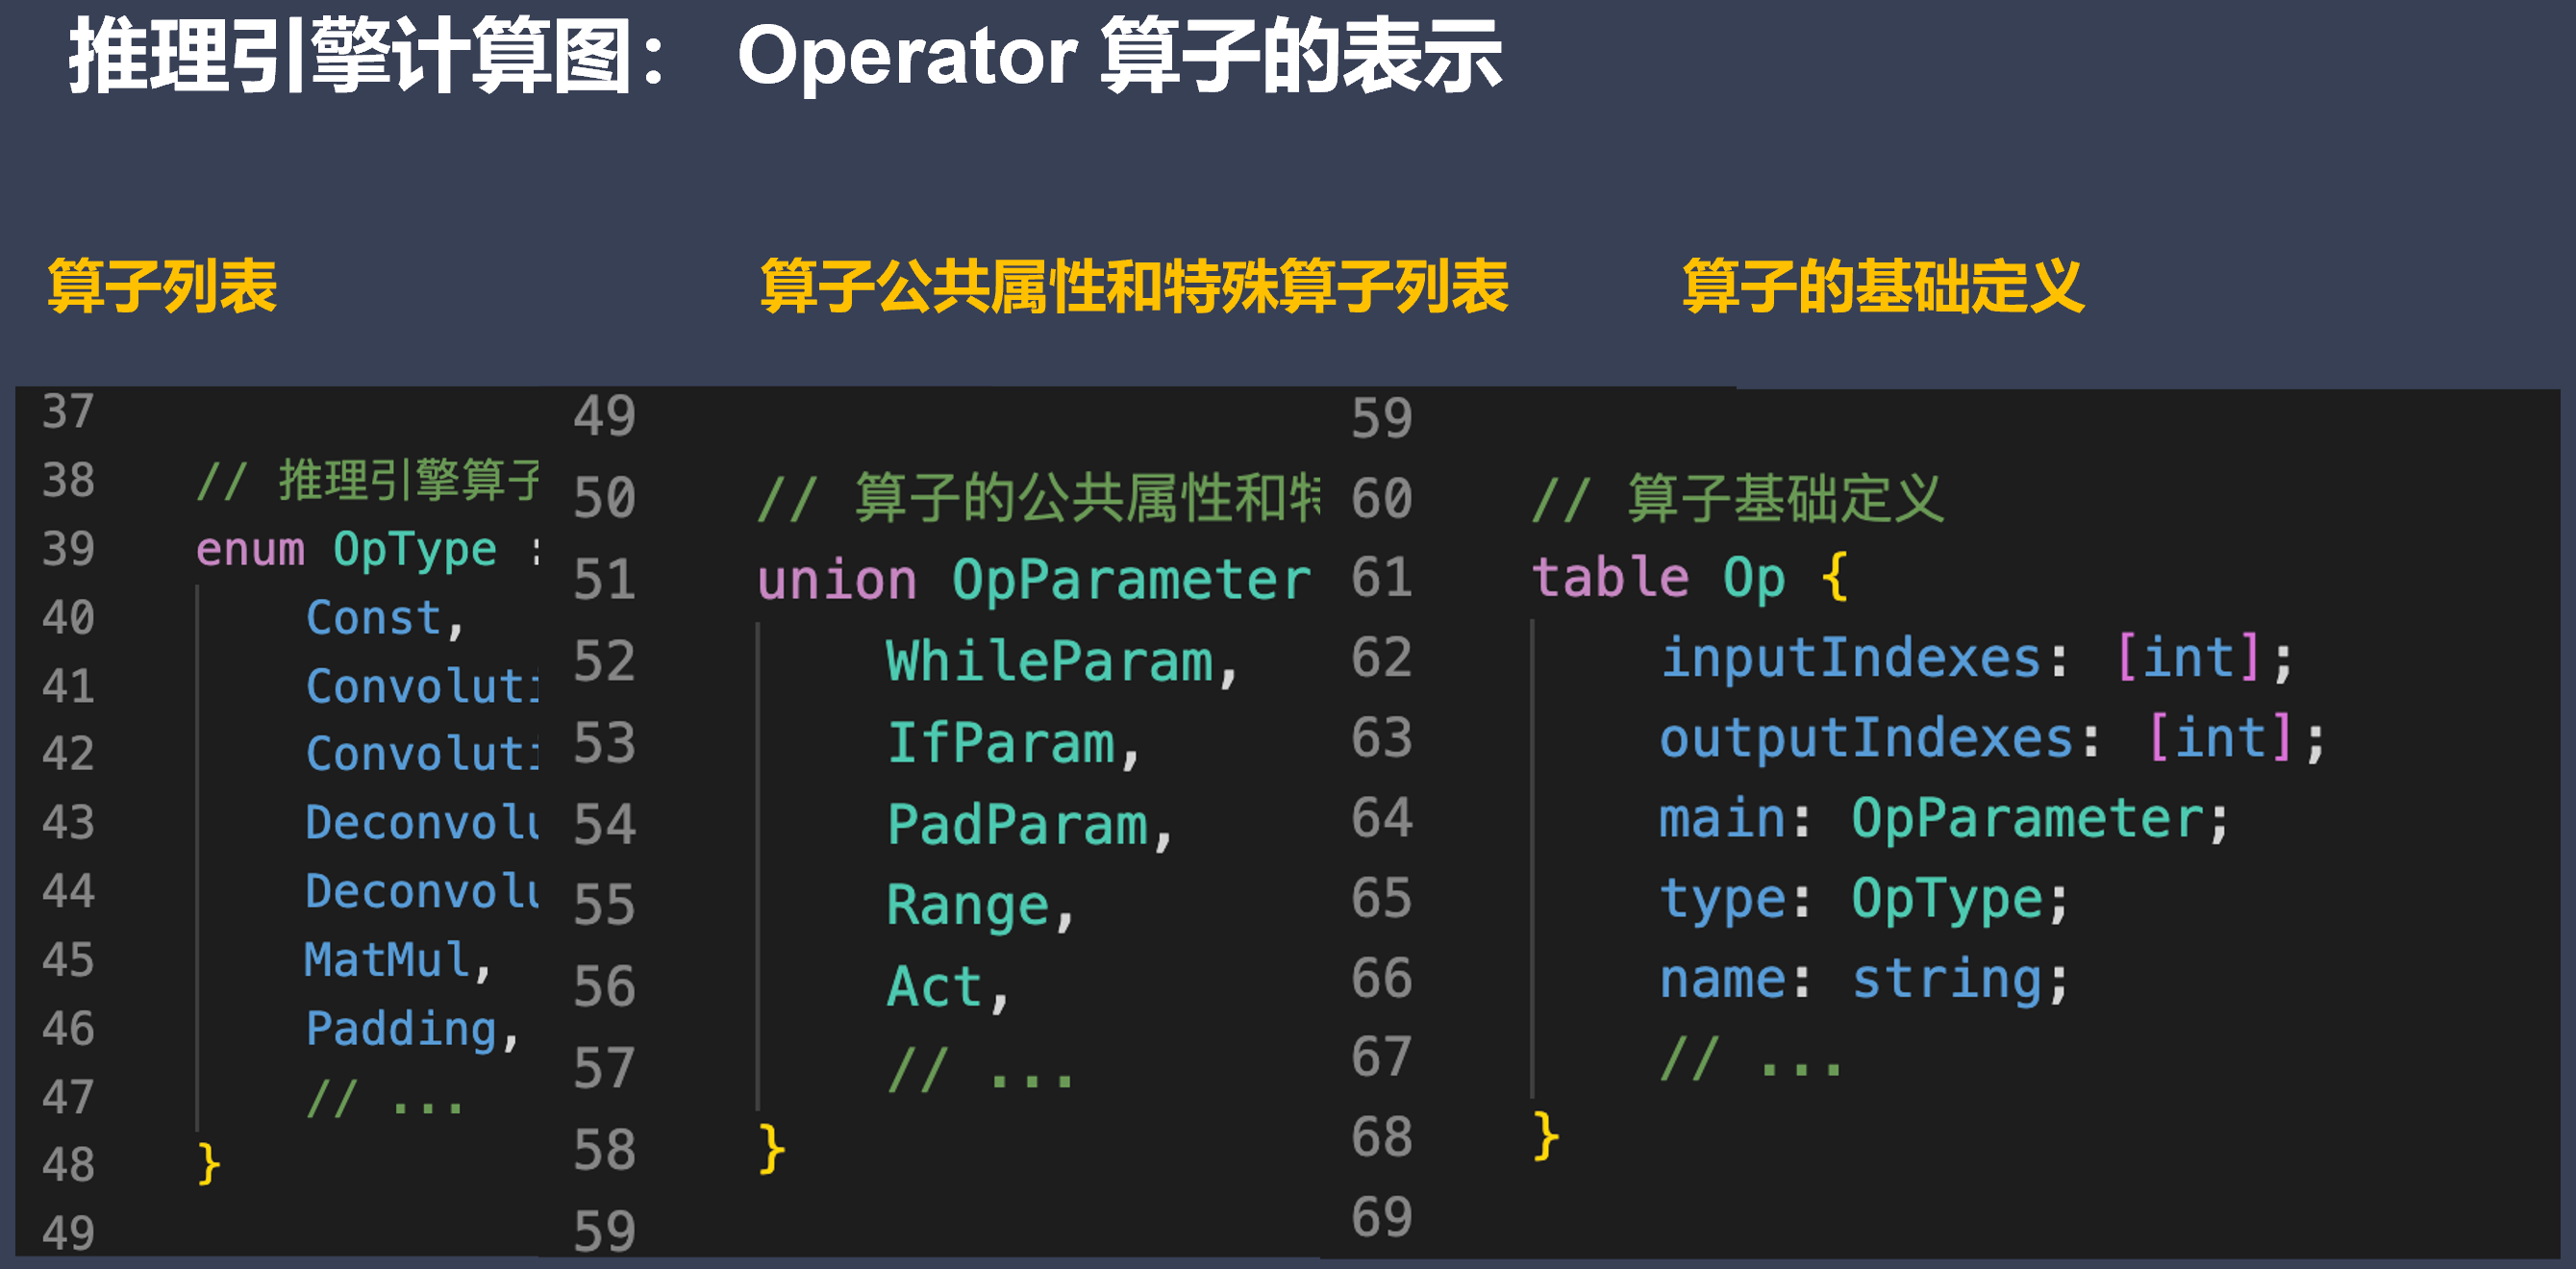 推理引擎计算图： Operator 算子的表示
算子列表
37
38 // 推理引擎算子
39 enum OpType :
40 Const,
41 Convoluti
42 Convoluti
43 Deconvolu
44 Deconvolu
45 MatMul,
46 Padding,
47 // ...
48 }
49
算子公共属性和特殊算子列表
49
50 // 算子的公共属性和特
51 union OpParameter
52 WhileParam,
53 IfParam,
54 PadParam,
55 Range,
56 Act,
57 // ...
58 }
59
算子的基础定义
59
60 // 算子基础定义
61 table Op {
62 inputIndexes: [int];
63 outputIndexes: [int];
64 main: OpParameter;
65 type: OpType;
66 name: string;
67 // ...
68 }
69